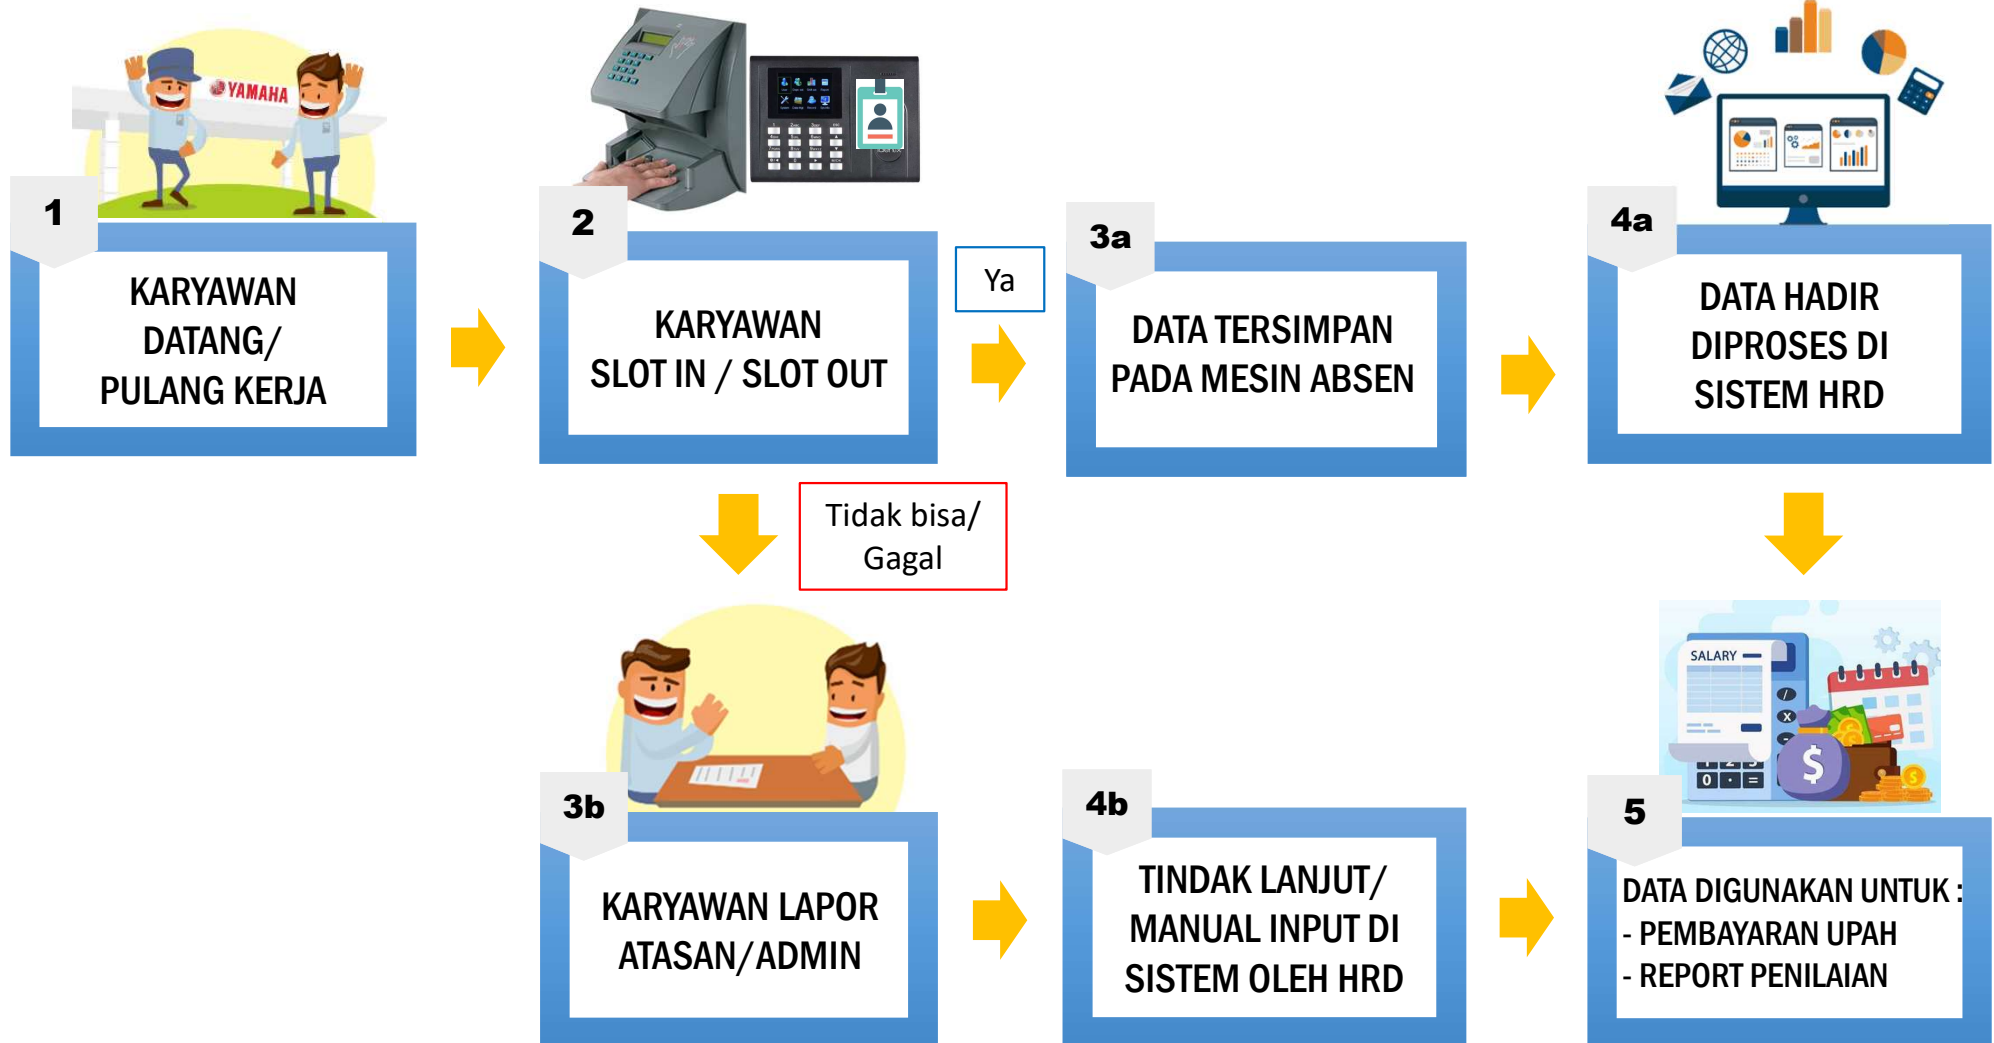 YAMAHA
1
KARYAWAN
DATANG/
PULANG KERJA
2
KARYAWAN
SLOT IN / SLOT OUT
Ya
3a
DATA TERSIMPAN
PADA MESIN ABSEN
4a
DATA HADIR
DIPROSES DI
SISTEM HRD
Tidak bisa/
Gagal
3b
KARYAWAN LAPOR
ATASAN/ADMIN
4b
TINDAK LANJUT/
MANUAL INPUT DI
SISTEM OLEH HRD
SALARY
5
DATA DIGUNAKAN UNTUK :
- PEMBAYARAN UPAH
- REPORT PENILAIAN